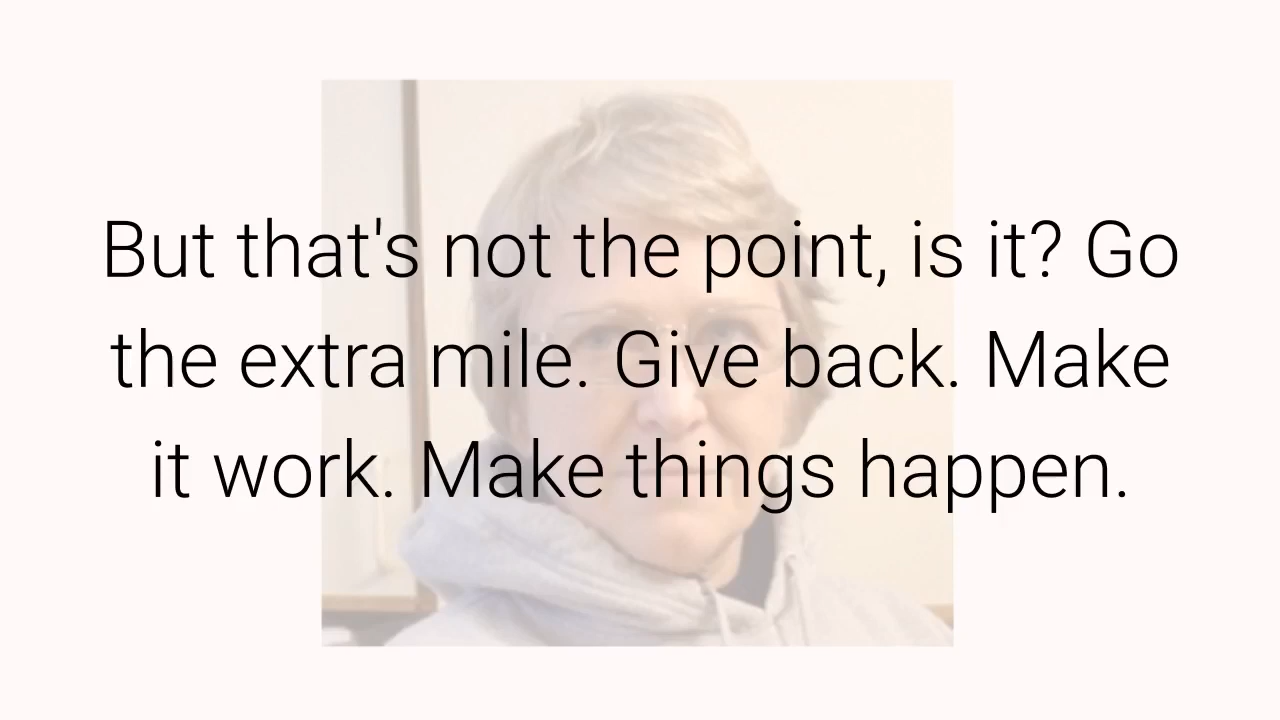 But that's not the point, is it? Go
the extra mile. Give back. Make
it work. Make things happen.